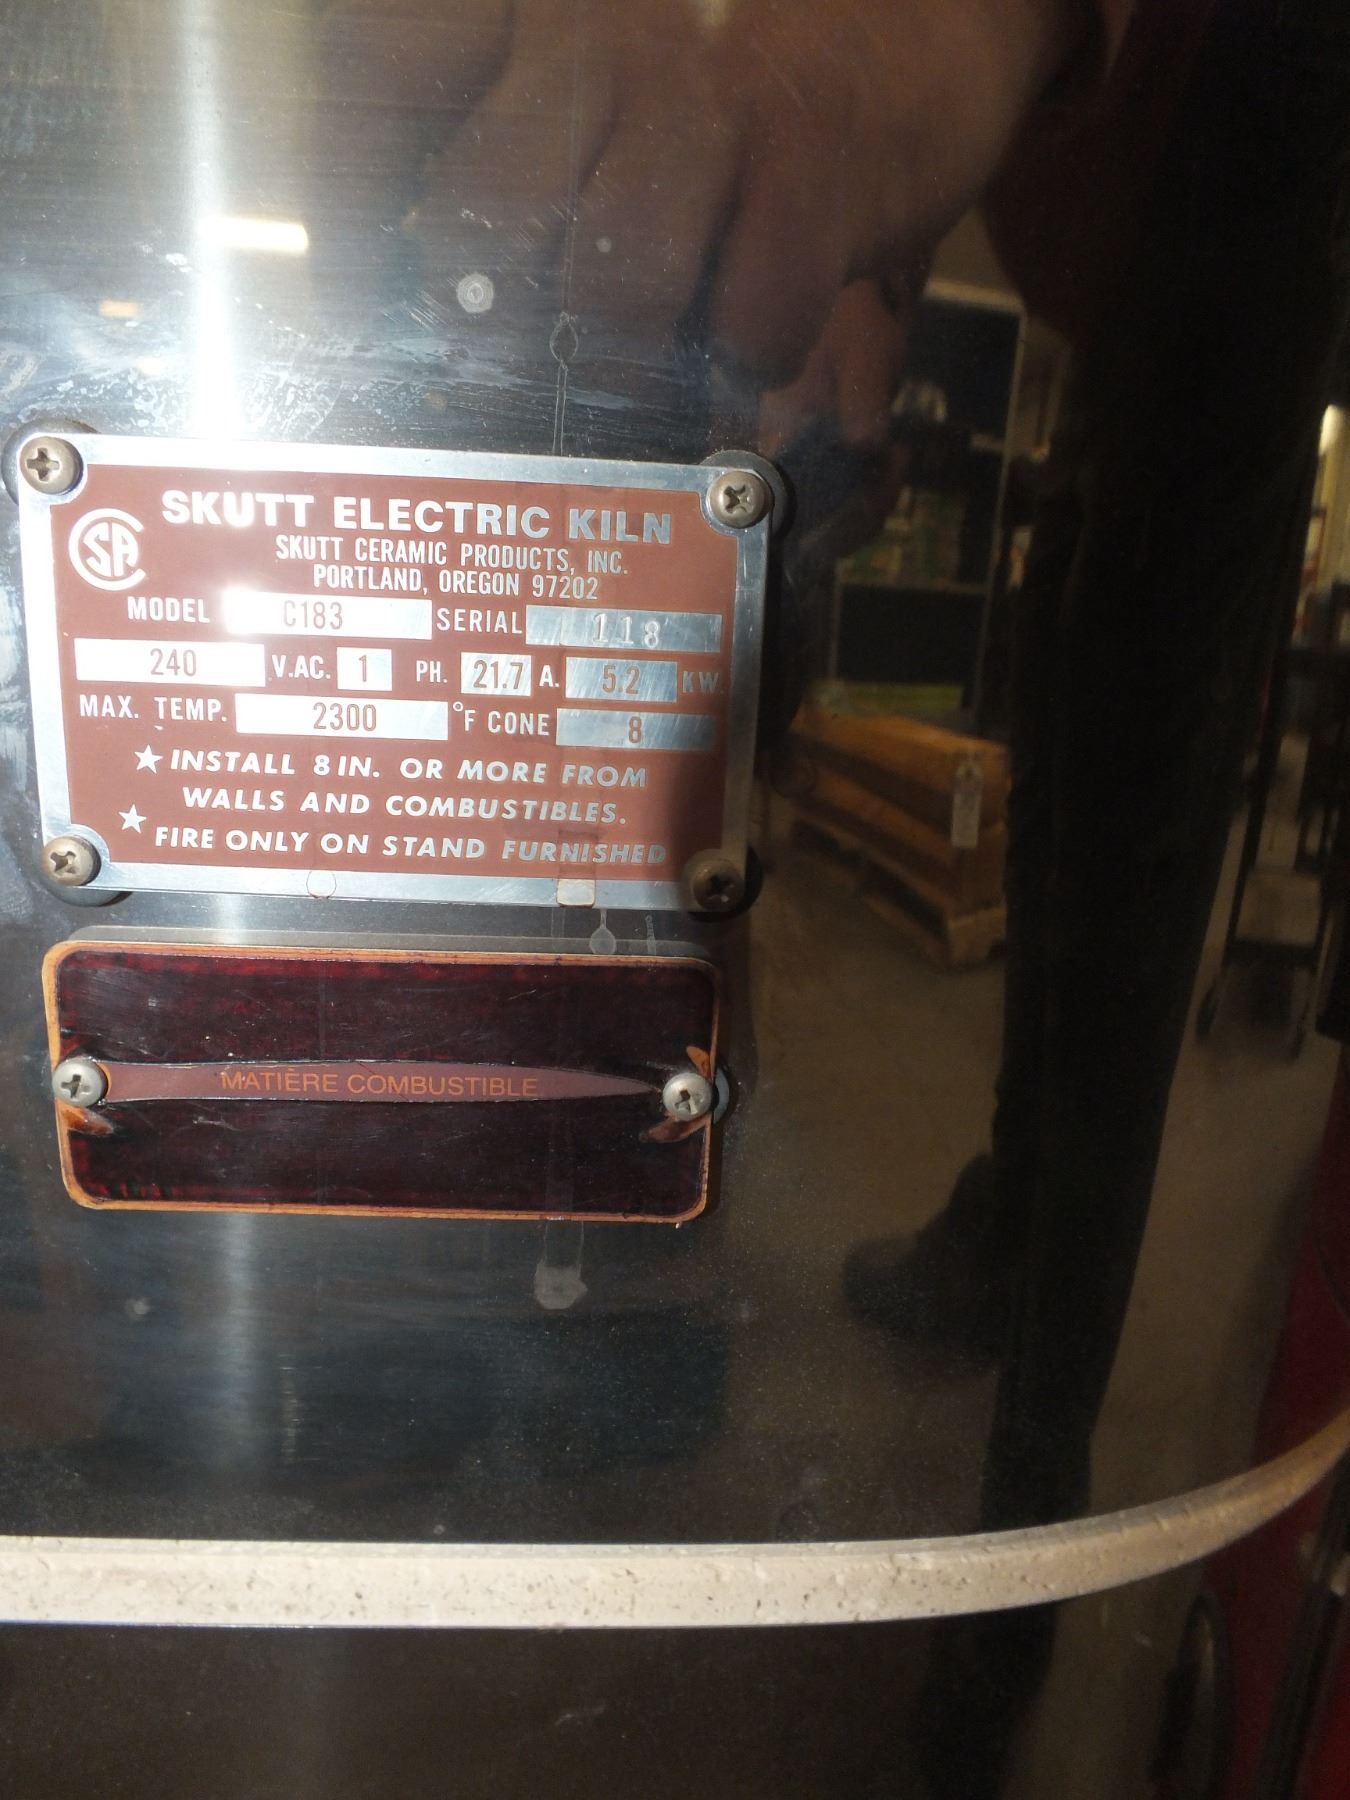 SKUTT ELECTRIC KILN
SKUTT CERAMIC PRODUCTS, INC.
PORTLAND, OREGON 97202
MODEL C183 SERIAL 118
240 V.AC. 1 PH. 21.7 A. 5.2 KW.
MAX. TEMP. 2300 °F CONE 8
★ INSTALL 8 IN. OR MORE FROM
WALLS AND COMBUSTIBLES.
★ FIRE ONLY ON STAND FURNISHED
MATIÈRE COMBUSTIBLE